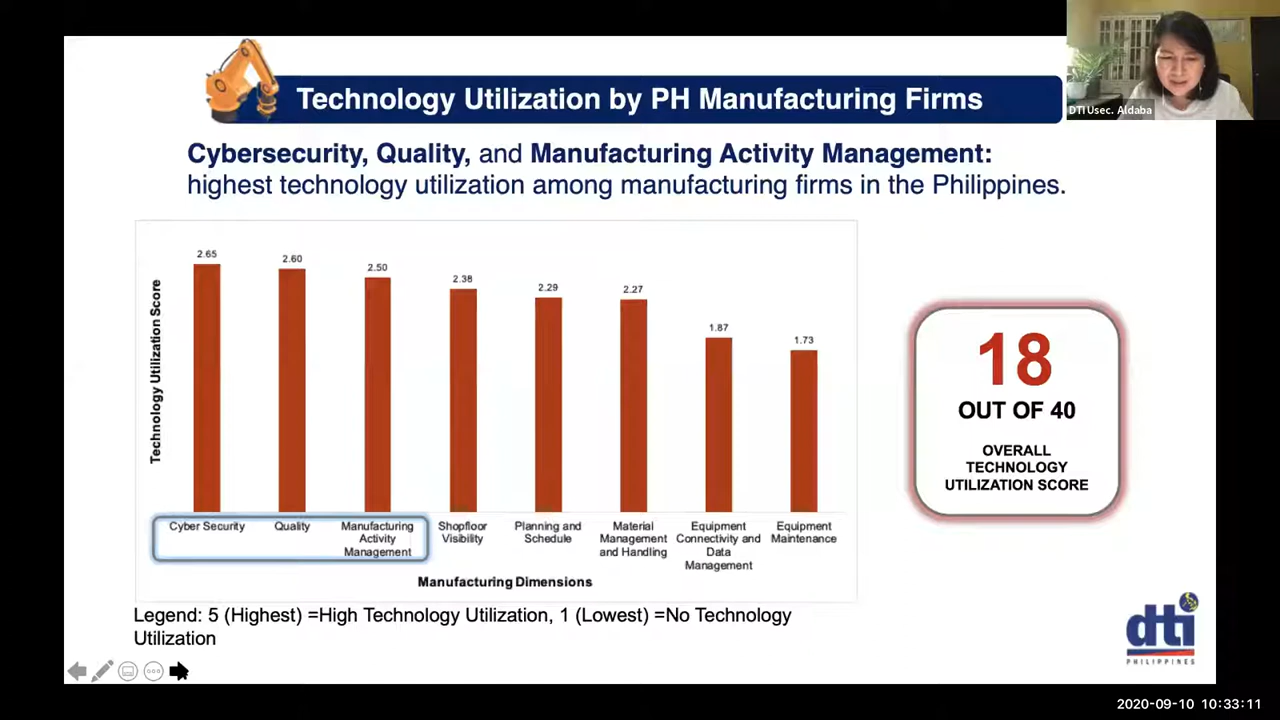 Technology Utilization by PH Manufacturing Firms
DTI Usec. Aldaba
Cybersecurity, Quality, and Manufacturing Activity Management:
highest technology utilization among manufacturing firms in the Philippines.
Technology Utilization Score
2.65
2.60
2.50
2.38
2.29
2.27
1.87
1.73
Cyber Security
Quality
Manufacturing
Activity
Management
Shopfloor
Visibility
Planning and
Schedule
Material
Management
and Handling
Equipment
Connectivity and
Data
Management
Equipment
Maintenance
Manufacturing Dimensions
18
OUT OF 40
OVERALL
TECHNOLOGY
UTILIZATION SCORE
Legend: 5 (Highest) =High Technology Utilization, 1 (Lowest) =No Technology
Utilization
dti
PHILIPPINES
2020-09-10 10:33:11